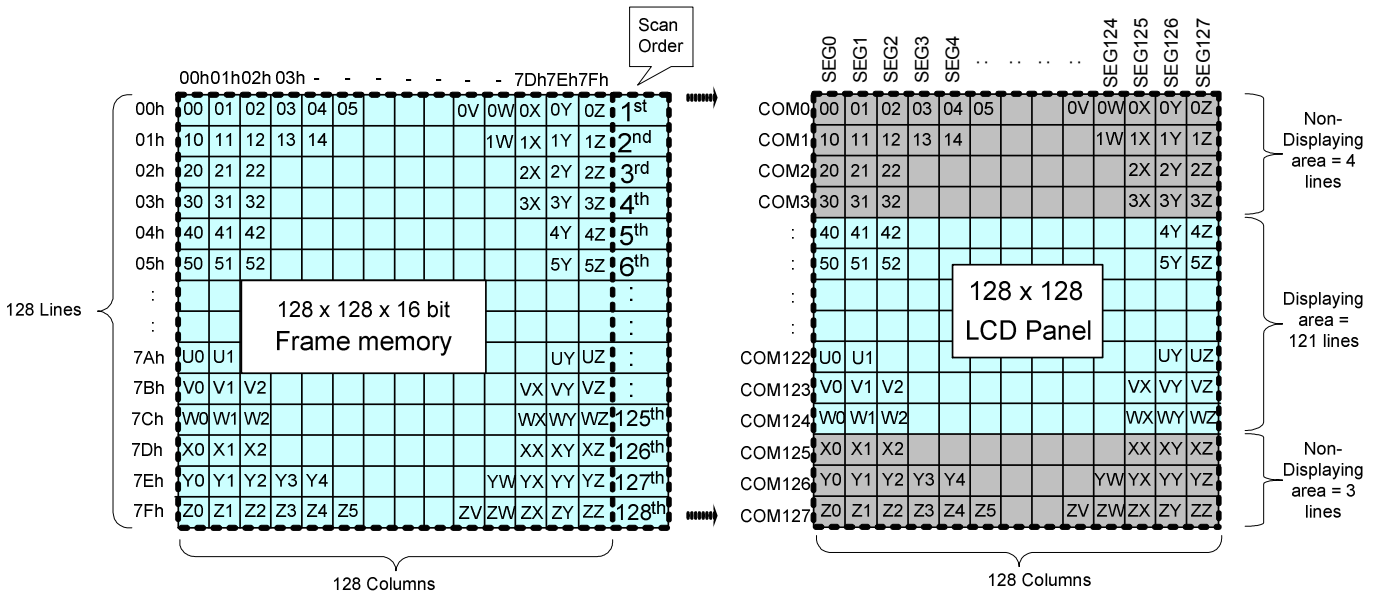 Scan
Order
00h 01h 02h 03h - - - - - - - 7Dh 7Eh 7Fh
00h 00 01 02 03 04 05 0V 0W 0X 0Y 0Z 1st
01h 10 11 12 13 14 1W 1X 1Y 1Z 2nd
02h 20 21 22 2X 2Y 2Z 3rd
03h 30 31 32 3X 3Y 3Z 4th
04h 40 41 42 4Y 4Z 5th
05h 50 51 52 5Y 5Z 6th
: :
: :
7Ah U0 U1 UY UZ :
7Bh V0 V1 V2 VX VY VZ :
7Ch W0 W1 W2 WX WY WZ 125th
7Dh X0 X1 X2 XX XY XZ 126th
7Eh Y0 Y1 Y2 Y3 Y4 YW YX YY YZ 127th
7Fh Z0 Z1 Z2 Z3 Z4 Z5 ZV ZW ZX ZY ZZ 128th
128 Lines
128 x 128 x 16 bit
Frame memory
128 Columns
SEG0 SEG1 SEG2 SEG3 SEG4 .. .. .. .. SEG124 SEG125 SEG126 SEG127
COM0 00 01 02 03 04 05 0V 0W 0X 0Y 0Z
COM1 10 11 12 13 14 1W 1X 1Y 1Z
COM2 20 21 22 2X 2Y 2Z
COM3 30 31 32 3X 3Y 3Z
: 40 41 42 4Y 4Z
: 50 51 52 5Y 5Z
:
:
COM122 U0 U1 UY UZ
COM123 V0 V1 V2 VX VY VZ
COM124 W0 W1 W2 WX WY WZ
COM125 X0 X1 X2 XX XY XZ
COM126 Y0 Y1 Y2 Y3 Y4 YW YX YY YZ
COM127 Z0 Z1 Z2 Z3 Z4 Z5 ZV ZW ZX ZY ZZ
128 x 128
LCD Panel
128 Columns
Non-
Displaying
area = 4
lines
Displaying
area =
121 lines
Non-
Displaying
area = 3
lines